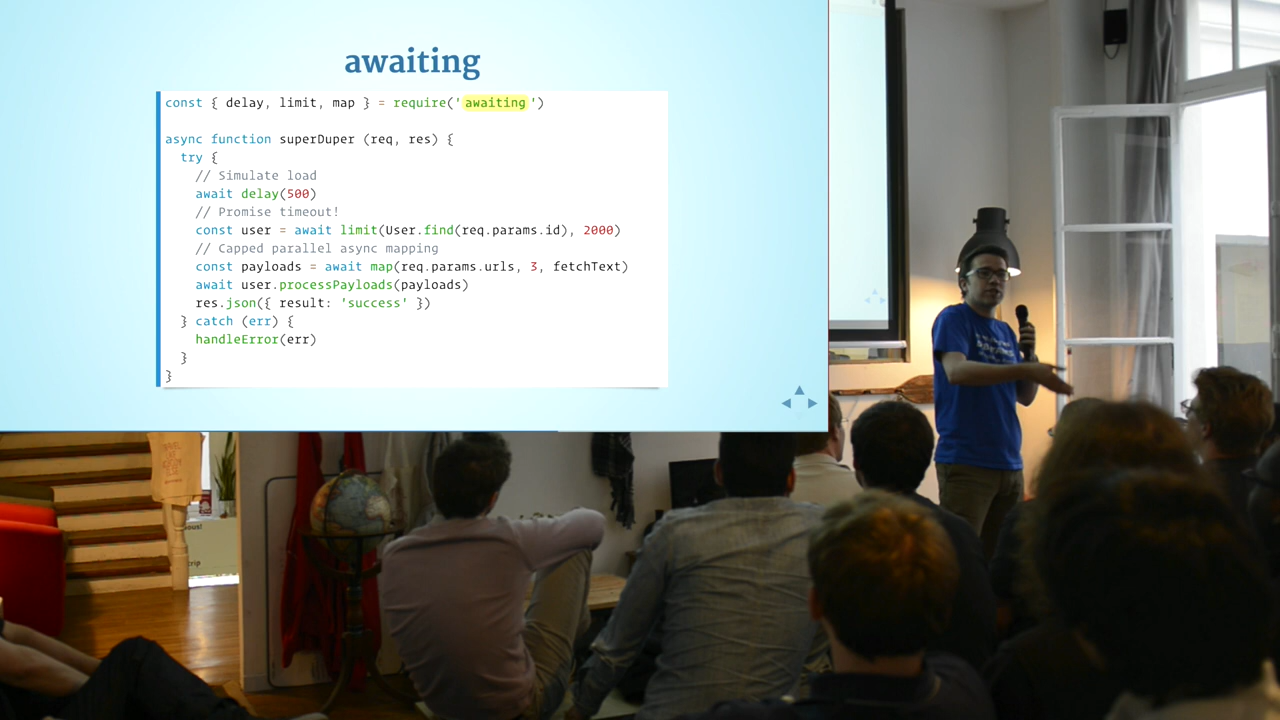 awaiting
const { delay, limit, map } = require('awaiting')
async function superDuper (req, res) {
try {
// Simulate load
await delay(500)
// Promise timeout!
const user = await limit(User.find(req.params.id), 2000)
// Capped parallel async mapping
const payloads = await map(req.params.urls, 3, fetchText)
await user.processPayloads(payloads)
res.json({ result: 'success' })
} catch (err) {
handleError(err)
}
}